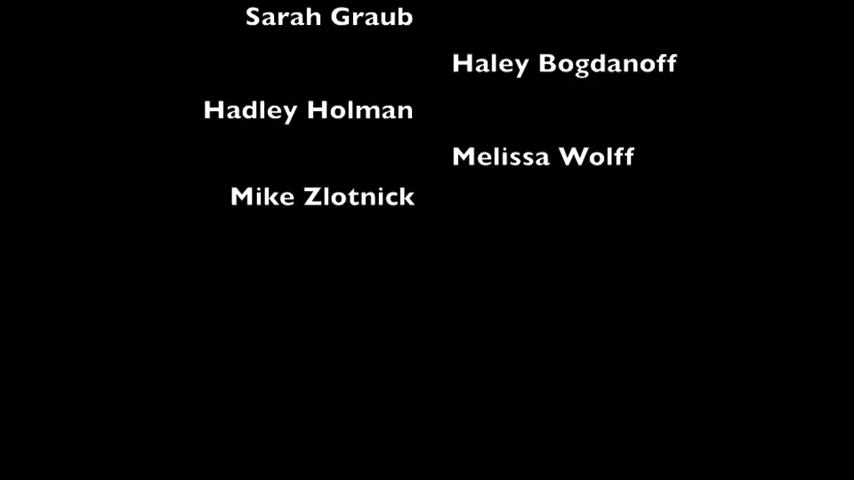 Sarah Graub
Haley Bogdanoff
Hadley Holman
Melissa Wolff
Mike Zlotnick